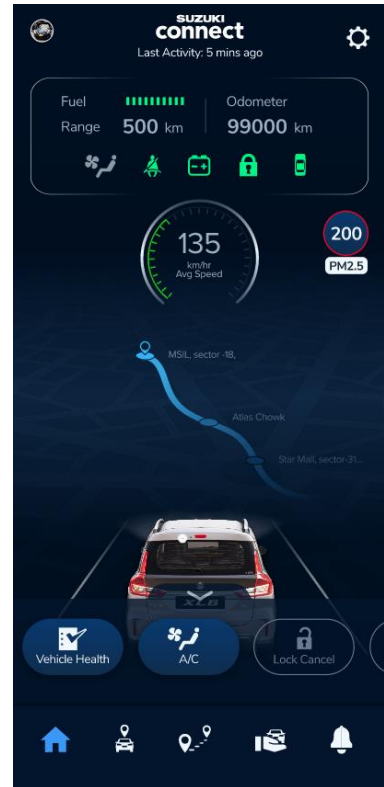 SUZUKI
connect
Last Activity: 5 mins ago
Fuel
Odometer
Range 500 km
99000 km
135
km/hr
Avg Speed
200
PM2.5
MSIL, sector -18,
Atlas Chowk
Star Mall, sector-31...
XL6
Vehicle Health
A/C
Lock Cancel